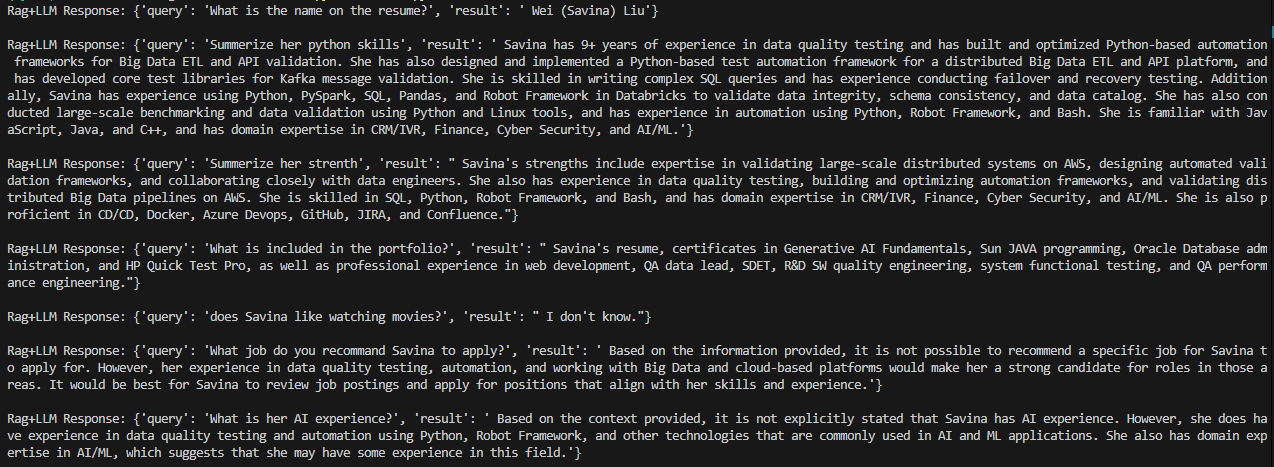 Rag+LLM Response: {'query': 'What is the name on the resume?', 'result': ' Wei (Savina) Liu'}
Rag+LLM Response: {'query': 'Summerize her python skills', 'result': ' Savina has 9+ years of experience in data quality testing and has built and optimized Python-based automation
 frameworks for Big Data ETL and API validation. She has also designed and implemented a Python-based test automation framework for a distributed Big Data ETL and API platform, and
 has developed core test libraries for Kafka message validation. She is skilled in writing complex SQL queries and has experience conducting failover and recovery testing. Addition
ally, Savina has experience using Python, PySpark, SQL, Pandas, and Robot Framework in Databricks to validate data integrity, schema consistency, and data catalog. She has also con
ducted large-scale benchmarking and data validation using Python and Linux tools, and has experience in automation using Python, Robot Framework, and Bash. She is familiar with Jav
aScript, Java, and C++, and has domain expertise in CRM/IVR, Finance, Cyber Security, and AI/ML.'}
Rag+LLM Response: {'query': 'Summerize her strenth', 'result': " Savina's strengths include expertise in validating large-scale distributed systems on AWS, designing automated vali
dation frameworks, and collaborating closely with data engineers. She also has experience in data quality testing, building and optimizing automation frameworks, and validating dis
tributed Big Data pipelines on AWS. She is skilled in SQL, Python, Robot Framework, and Bash, and has domain expertise in CRM/IVR, Finance, Cyber Security, and AI/ML. She is also p
roficient in CD/CD, Docker, Azure Devops, GitHub, JIRA, and Confluence."}
Rag+LLM Response: {'query': 'What is included in the portfolio?', 'result': " Savina's resume, certificates in Generative AI Fundamentals, Sun JAVA programming, Oracle Database adm
inistration, and HP Quick Test Pro, as well as professional experience in web development, QA data lead, SDET, R&D SW quality engineering, system functional testing, and QA perform
ance engineering."}
Rag+LLM Response: {'query': 'does Savina like watching movies?', 'result': " I don't know."}
Rag+LLM Response: {'query': 'What job do you recommand Savina to apply?', 'result': ' Based on the information provided, it is not possible to recommend a specific job for Savina t
o apply for. However, her experience in data quality testing, automation, and working with Big Data and cloud-based platforms would make her a strong candidate for roles in those a
reas. It would be best for Savina to review job postings and apply for positions that align with her skills and experience.'}
Rag+LLM Response: {'query': 'What is her AI experience?', 'result': ' Based on the context provided, it is not explicitly stated that Savina has AI experience. However, she does ha
ve experience in data quality testing and automation using Python, Robot Framework, and other technologies that are commonly used in AI and ML applications. She also has domain exp
ertise in AI/ML, which suggests that she may have some experience in this field.'}